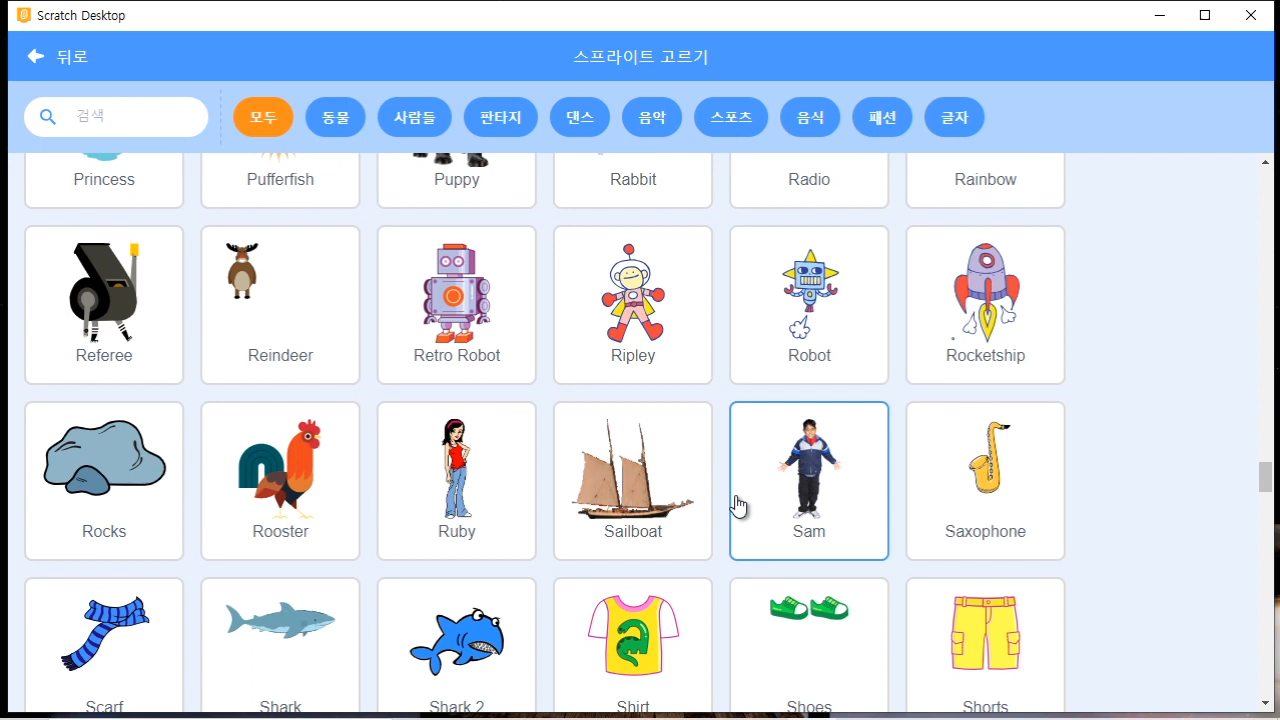 Scratch Desktop
뒤로
스프라이트 고르기
검색
모두
동물
사람들
판타지
댄스
음악
스포츠
음식
패션
글자
Princess
Pufferfish
Puppy
Rabbit
Radio
Rainbow
Referee
Reindeer
Retro Robot
Ripley
Robot
Rocketship
Rocks
Rooster
Ruby
Sailboat
Sam
Saxophone
Scarf
Shark
Shark 2
Shirt
Shoes
Shorts